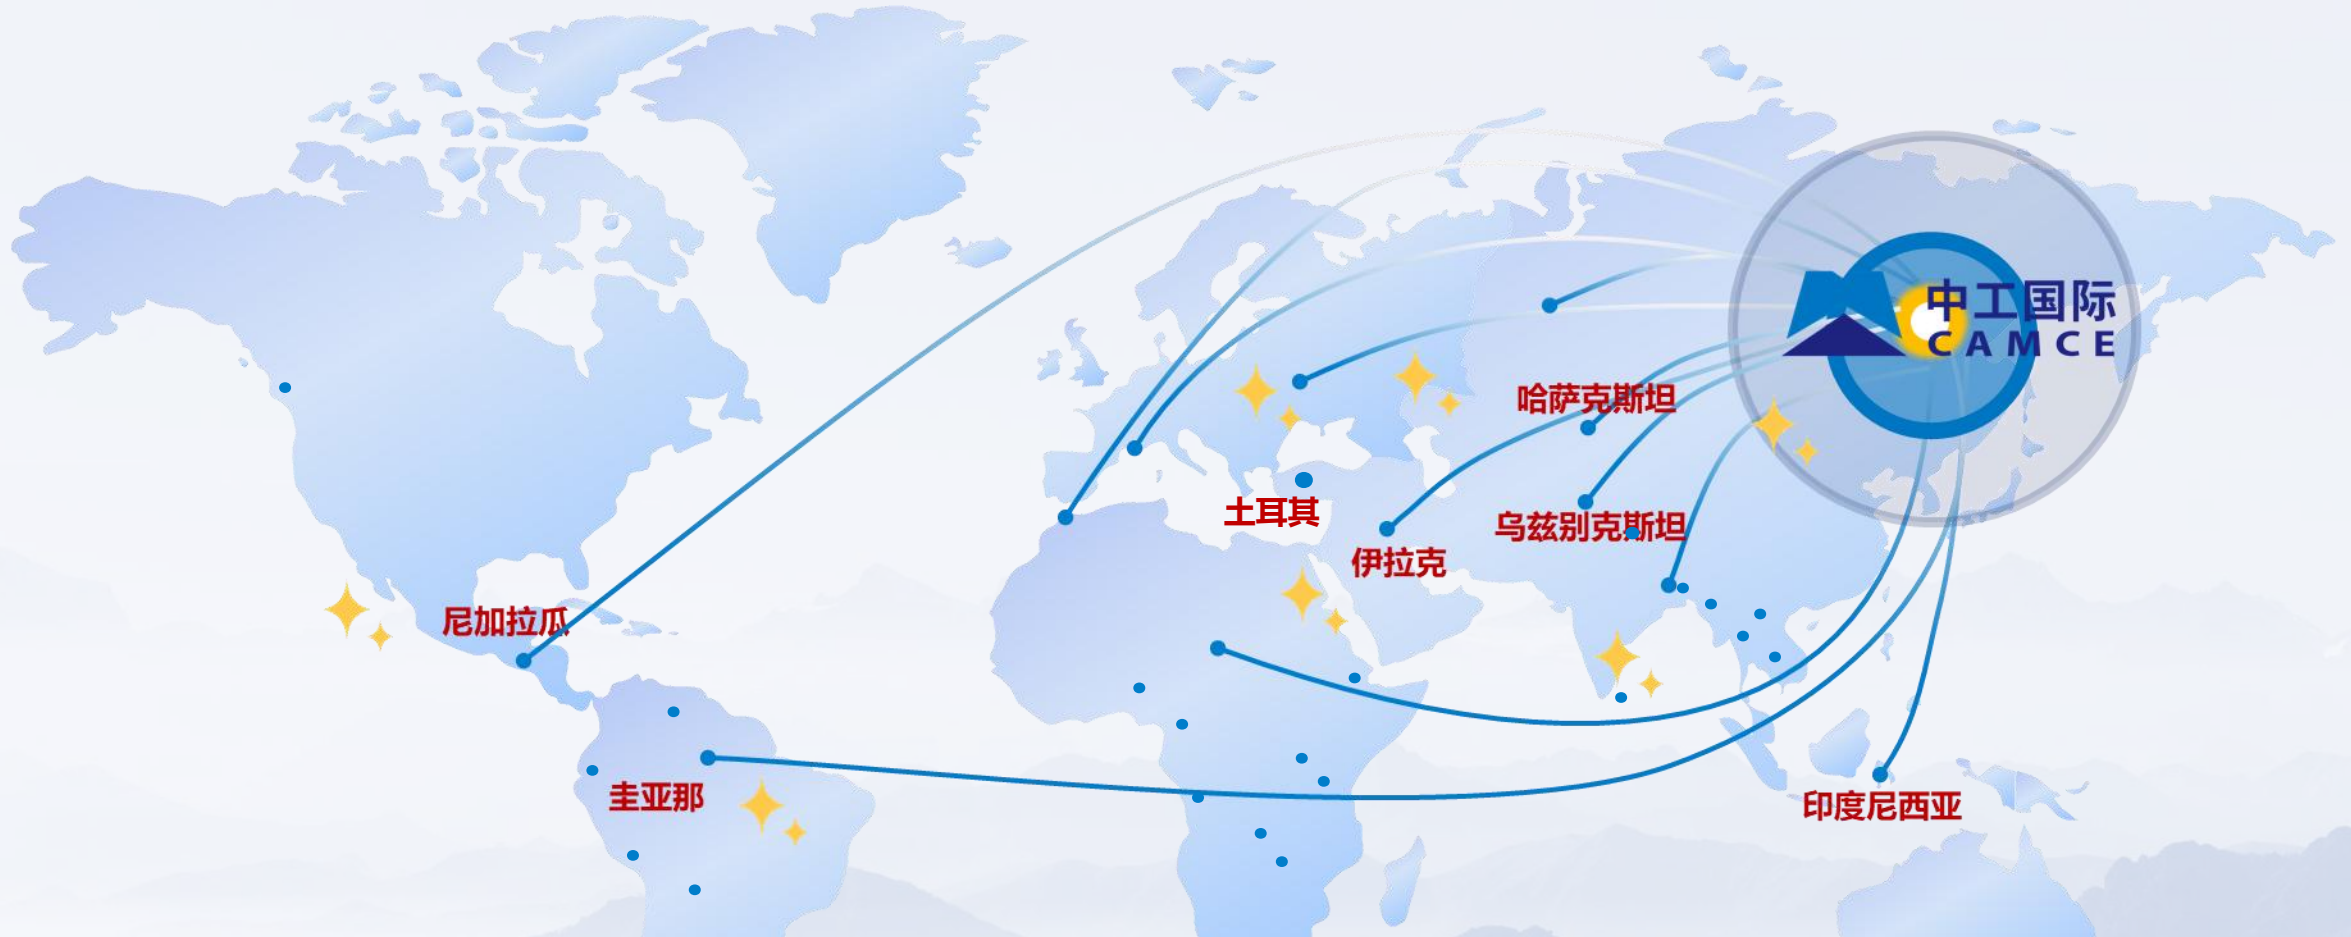 中工国际
CAMCE
哈萨克斯坦
土耳其
乌兹别克斯坦
伊拉克
尼加拉瓜
圭亚那
印度尼西亚